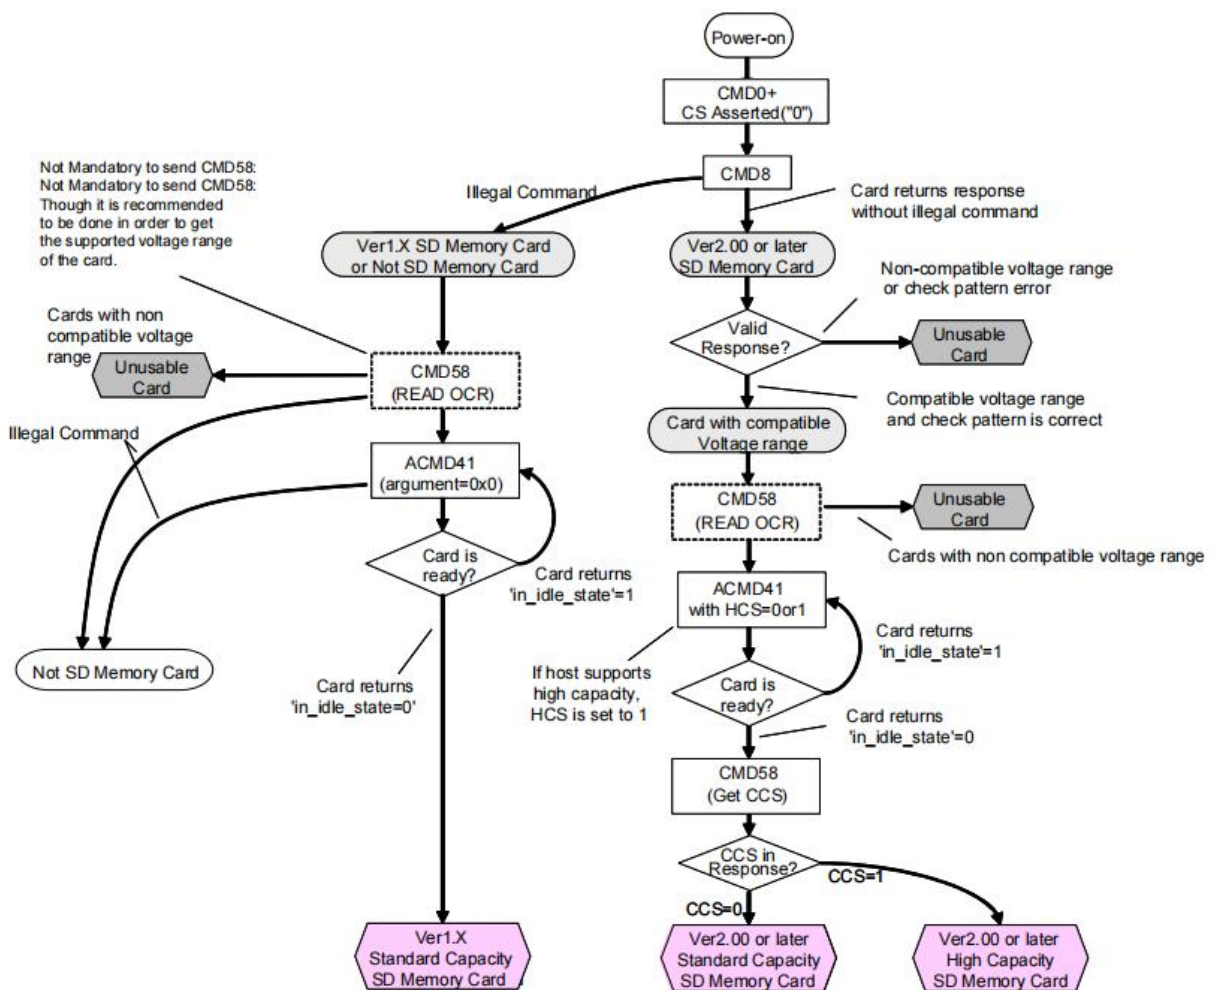 Power-on
CMD0+
CS Asserted("0")
Not Mandatory to send CMD58:
Not Mandatory to send CMD58:
Though it is recommended
to be done in order to get
the supported voltage range
of the card.
CMD8
Illegal Command
Card returns response
without illegal command
Ver1.X SD Memory Card
or Not SD Memory Card
Ver2.00 or later
SD Memory Card
Non-compatible voltage range
or check pattern error
Cards with non
compatible voltage
range
Unusable
Card
Valid
Response?
Unusable
Card
CMD58
(READ OCR)
Compatible voltage range
and check pattern is correct
Card with compatible
Voltage range
Illegal Command
ACMD41
(argument=0x0)
CMD58
(READ OCR)
Unusable
Card
Cards with non compatible voltage range
Card is
ready?
Card returns
'in_idle_state'=1
ACMD41
with HCS=0or1
Card returns
'in_idle_state'=1
Not SD Memory Card
Card returns
'in_idle_state=0'
If host supports
high capacity,
HCS is set to 1
Card is
ready?
Card returns
'in_idle_state'=0
CMD58
(Get CCS)
CCS in
Response?
CCS=1
CCS=0
Ver1.X
Standard Capacity
SD Memory Card
Ver2.00 or later
Standard Capacity
SD Memory Card
Ver2.00 or later
High Capacity
SD Memory Card